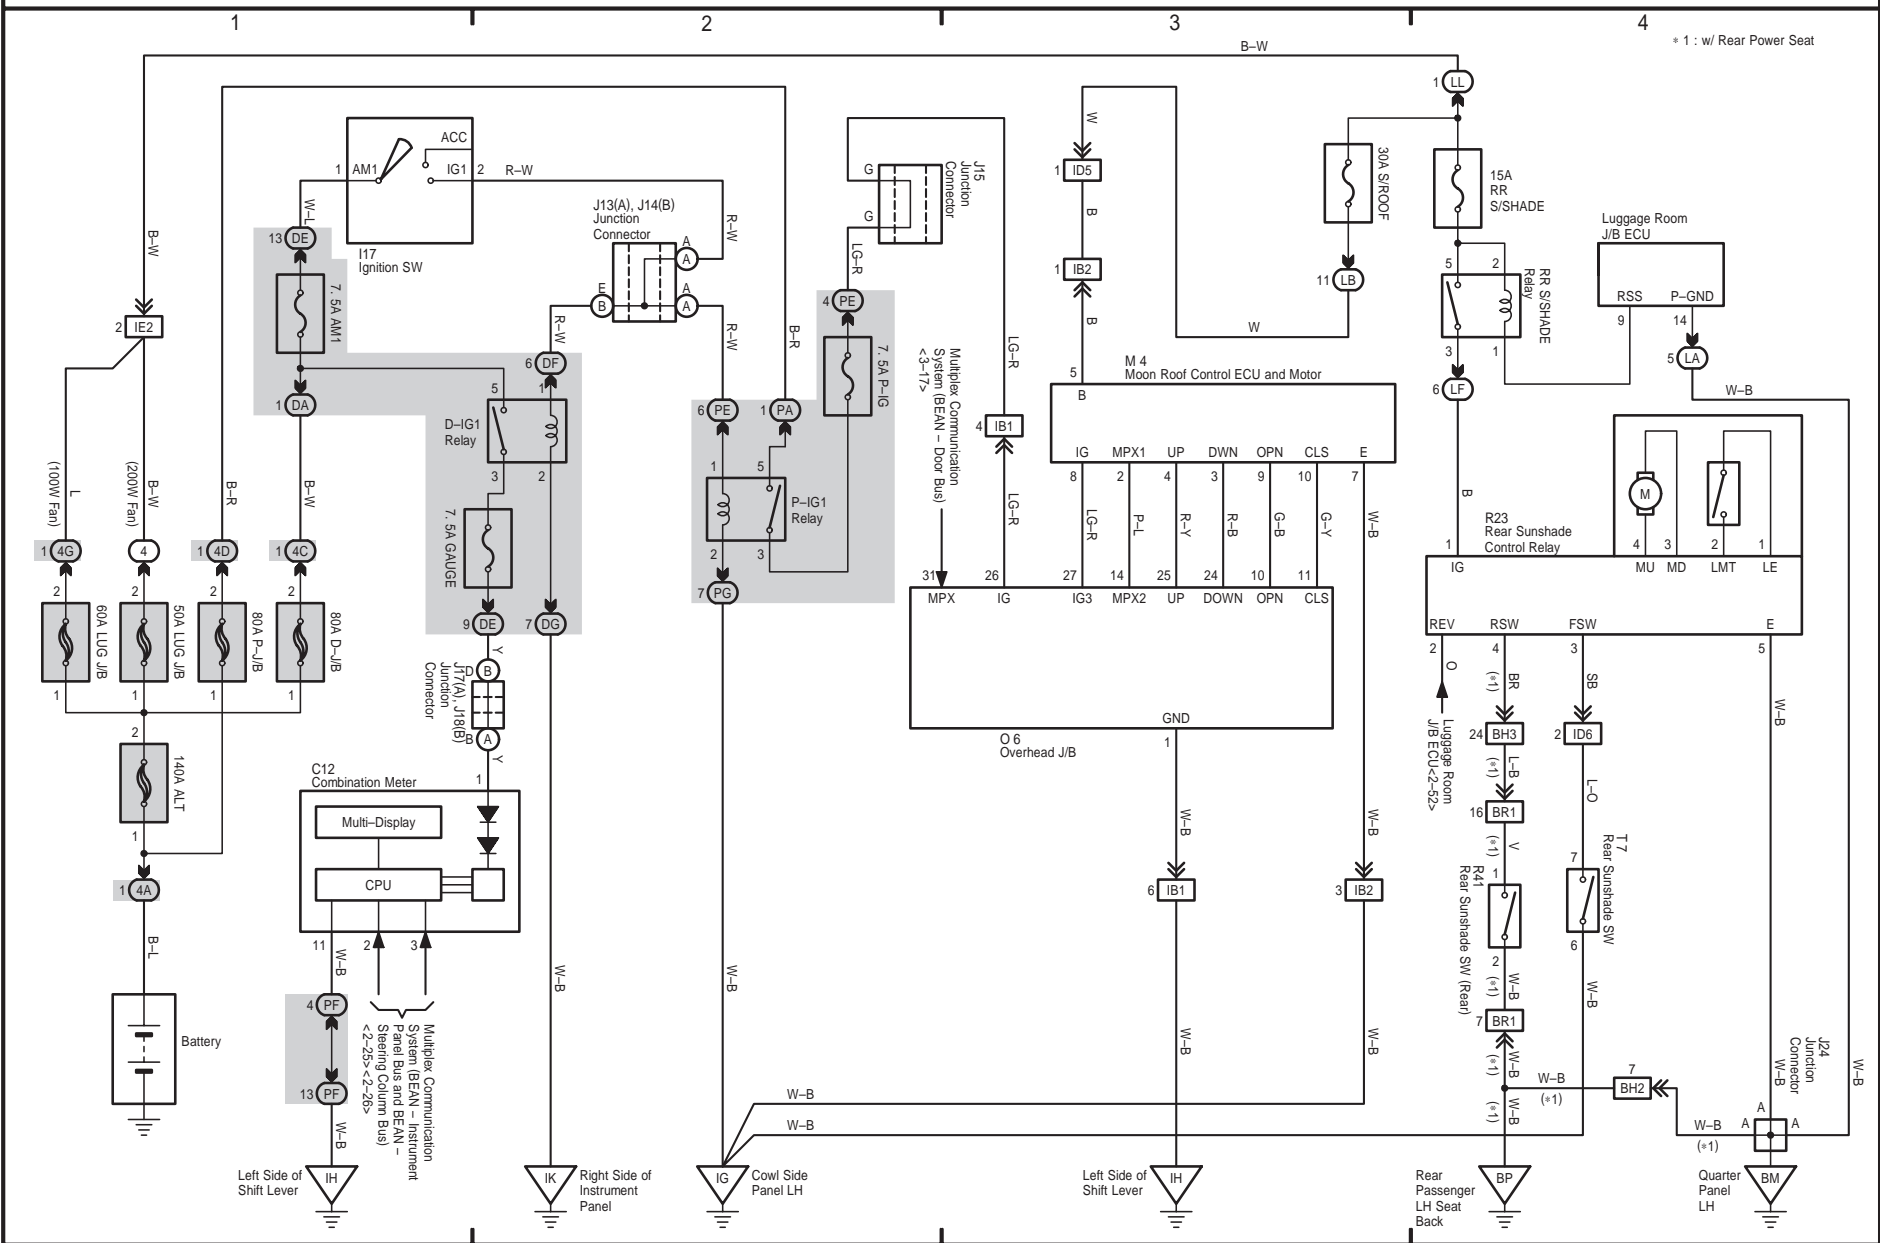 1
2
3
4
∗ 1 : w/ Rear Power Seat
B–W
1 LL
ACC
1 AM1
IG1 2
R–W
I17
Ignition SW
W–L
13 DE
7. 5A AM1
1 DA
B–W
B–W
2 IE2
L
(100W Fan)
B–W
(200W Fan)
B–R
1 4G
4
1 4D
1 4C
2
2
2
2
60A LUG J/B
50A LUG J/B
80A P–J/B
80A D–J/B
1
1
1
1
2
140A ALT
1
1 4A
B–L
Battery
J13(A), J14(B)
Junction
Connector
A
A
A
A
E
B
R–W
R–W
R–W
6 DF
5
1
D–IG1
Relay
3
2
7. 5A GAUGE
9 DE
7 DG
Y
D B
J17(A), J18(B)
Junction
Connector
B A
Y
1
C12
Combination Meter
Multi–Display
CPU
11
2
3
W–B
4 PF
13 PF
W–B
Multiplex Communication
System (BEAN – Instrument
Panel Bus and BEAN –
Steering Column Bus)
<2–25><2–26>
Left Side of
Shift Lever
IH
W–B
IK
Right Side of
Instrument
Panel
B–R
6 PE
1 PA
1
5
P–IG1
Relay
2
3
7 PG
W–B
IG
Cowl Side
Panel LH
W–B
W–B
G
G
J15
Junction
Connector
LG–R
4 PE
7. 5A P–IG
LG–R
4 IB1
LG–R
Multiplex Communication
System (BEAN – Door Bus)
<3–17>
W
1 ID5
B
1 IB2
B
W
30A S/ROOF
11 LB
M 4
Moon Roof Control ECU and Motor
5
B
IG MPX1 UP DWN OPN CLS E
8 2 4 3 9 10 7
LG–R
P–L
R–Y
R–B
G–B
G–Y
W–B
31 26 27 14 25 24 10 11
MPX IG IG3 MPX2 UP DOWN OPN CLS
GND
O 6
Overhead J/B
1
W–B
W–B
6 IB1
3 IB2
W–B
W–B
Left Side of
Shift Lever
IH
15A
RR
S/SHADE
5
2
RR S/SHADE
Relay
3
1
6 LF
B
Luggage Room
J/B ECU
RSS P–GND
9
14
5 LA
W–B
M
R23
Rear Sunshade
Control Relay
1
4 3 2 1
IG MU MD LMT LE
REV RSW FSW E
2 4 3 5
O
Luggage Room
J/B ECU<2–52>
BR
(∗1)
24 BH3
L–B
(∗1)
16 BR1
V
(∗1)
1
R41
Rear Sunshade SW (Rear)
2
W–B
(∗1)
7 BR1
W–B
(∗1)
W–B
(∗1)
SB
2 ID6
L–O
7
T 7
Rear Sunshade SW
6
W–B
W–B
W–B
(∗1)
7
BH2
W–B
(∗1)
J24
Junction
Connector
W–B
W–B
A
A
A
Rear
Passenger
LH Seat
Back
BP
Quarter
Panel
LH
BM